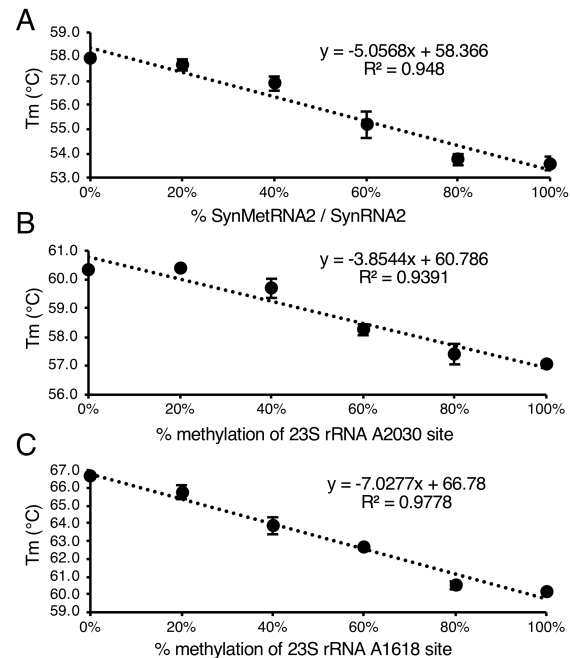 A
59.0
58.0
57.0
56.0
55.0
54.0
53.0
Tm (°C)
y = -5.0568x + 58.366
R² = 0.948
0% 20% 40% 60% 80% 100%
% SynMetRNA2 / SynRNA2
B
61.0
60.0
59.0
58.0
57.0
56.0
Tm (°C)
y = -3.8544x + 60.786
R² = 0.9391
0% 20% 40% 60% 80% 100%
% methylation of 23S rRNA A2030 site
C
67.0
66.0
65.0
64.0
63.0
62.0
61.0
60.0
59.0
Tm (°C)
y = -7.0277x + 66.78
R² = 0.9778
0% 20% 40% 60% 80% 100%
% methylation of 23S rRNA A1618 site